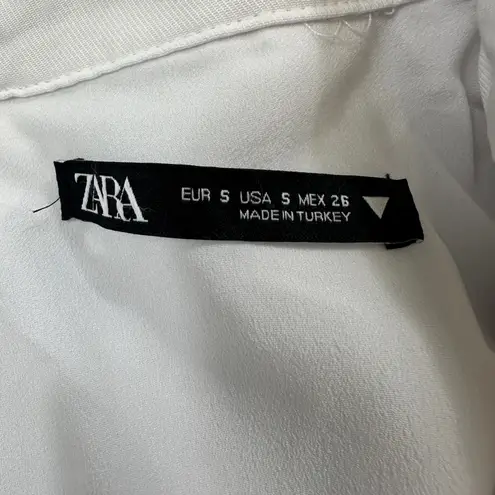 ZARA
EUR S USA S MEX 26
MADE IN TURKEY